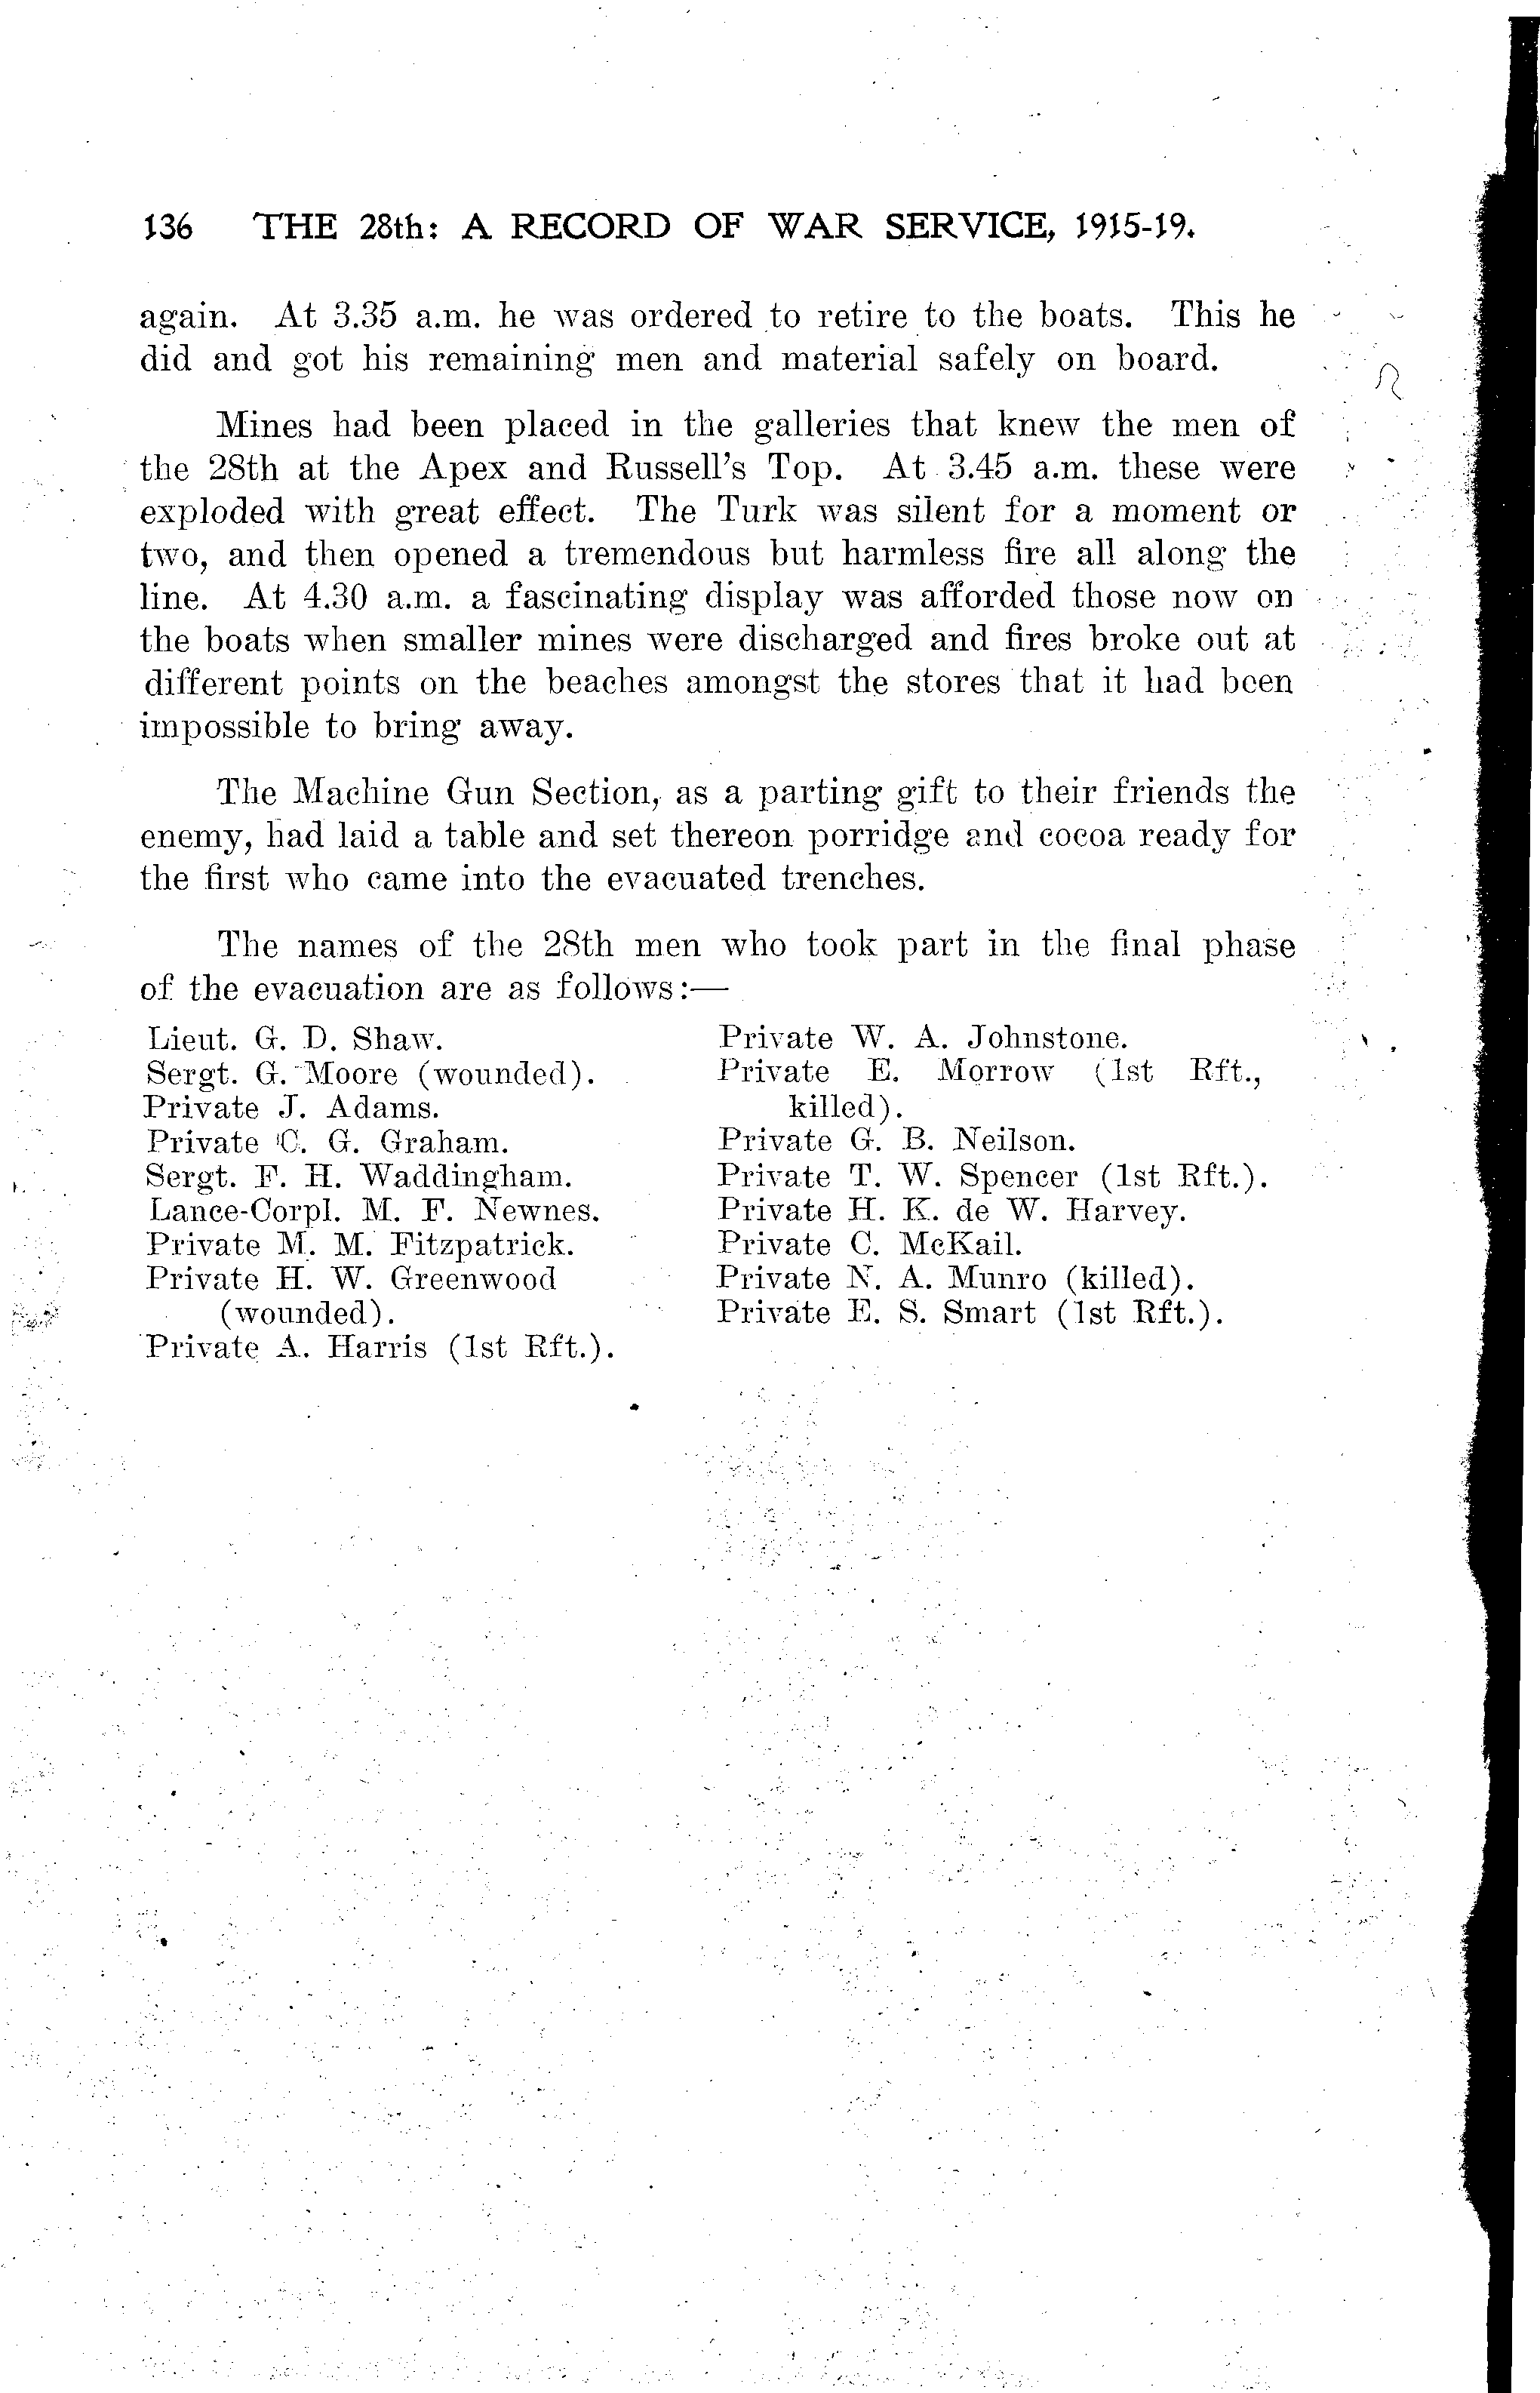 136 THE 28th: A RECORD OF WAR SERVICE, 1915-19.
again. At 3.35 a.m. he was ordered to retire to the boats. This he
did and got his remaining men and material safely on board.
Mines had been placed in the galleries that knew the men of
the 28th at the Apex and Russell's Top. At 3.45 a.m. these were
exploded with great effect. The Turk was silent for a moment or
two, and then opened a tremendous but harmless fire all along the
line. At 4.30 a.m. a fascinating display was afforded those now on
the boats when smaller mines were discharged and fires broke out at
different points on the beaches amongst the stores that it had been
impossible to bring away.
The Machine Gun Section, as a parting gift to their friends the
enemy, had laid a table and set thereon porridge and cocoa ready for
the first who came into the evacuated trenches.
The names of the 28th men who took part in the final phase
of the evacuation are as follows:—
Lieut. G. D. Shaw.
Sergt. G. Moore (wounded).
Private J. Adams.
Private C. G. Graham.
Sergt. F. H. Waddingham.
Lance-Corpl. M. F. Newnes.
Private M. M. Fitzpatrick.
Private H. W. Greenwood
(wounded).
Private A. Harris (1st Rft.).
Private W. A. Johnstone.
Private E. Morrow (1st Rft.,
killed).
Private G. B. Neilson.
Private T. W. Spencer (1st Rft.).
Private H. K. de W. Harvey.
Private C. McKail.
Private N. A. Munro (killed).
Private E. S. Smart (1st Rft.).